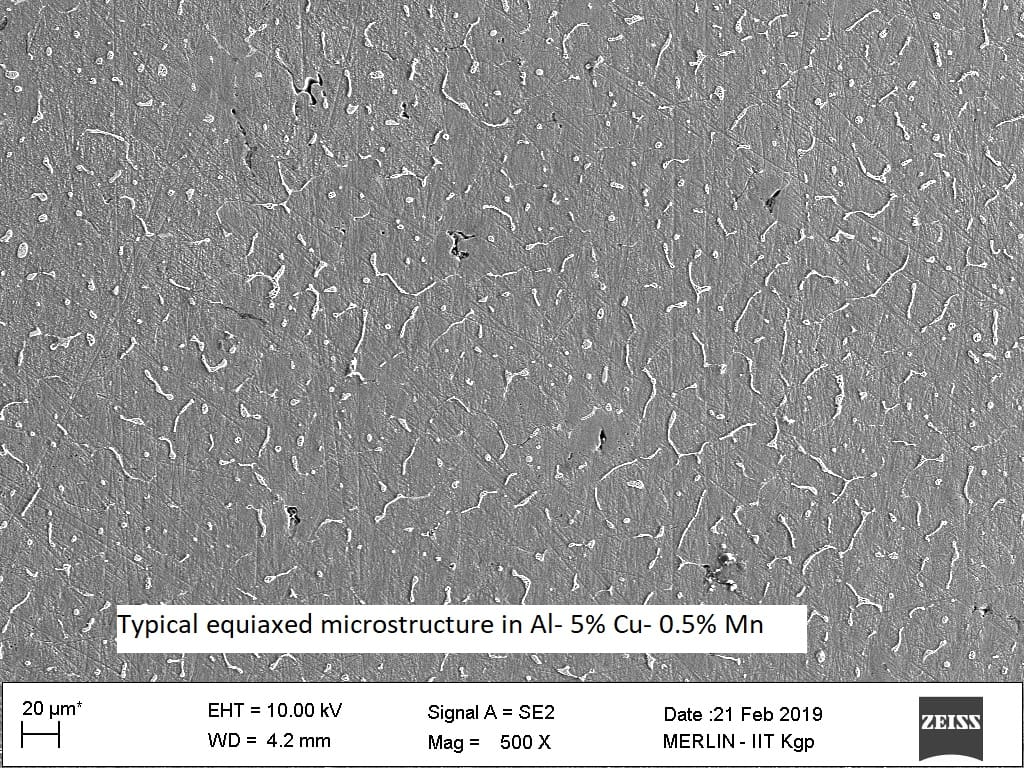 Typical equiaxed microstructure in Al- 5% Cu- 0.5% Mn
20 µm*
EHT = 10.00 kV
Signal A = SE2
Date :21 Feb 2019
WD = 4.2 mm
Mag = 500 X
MERLIN - IIT Kgp
ZEISS